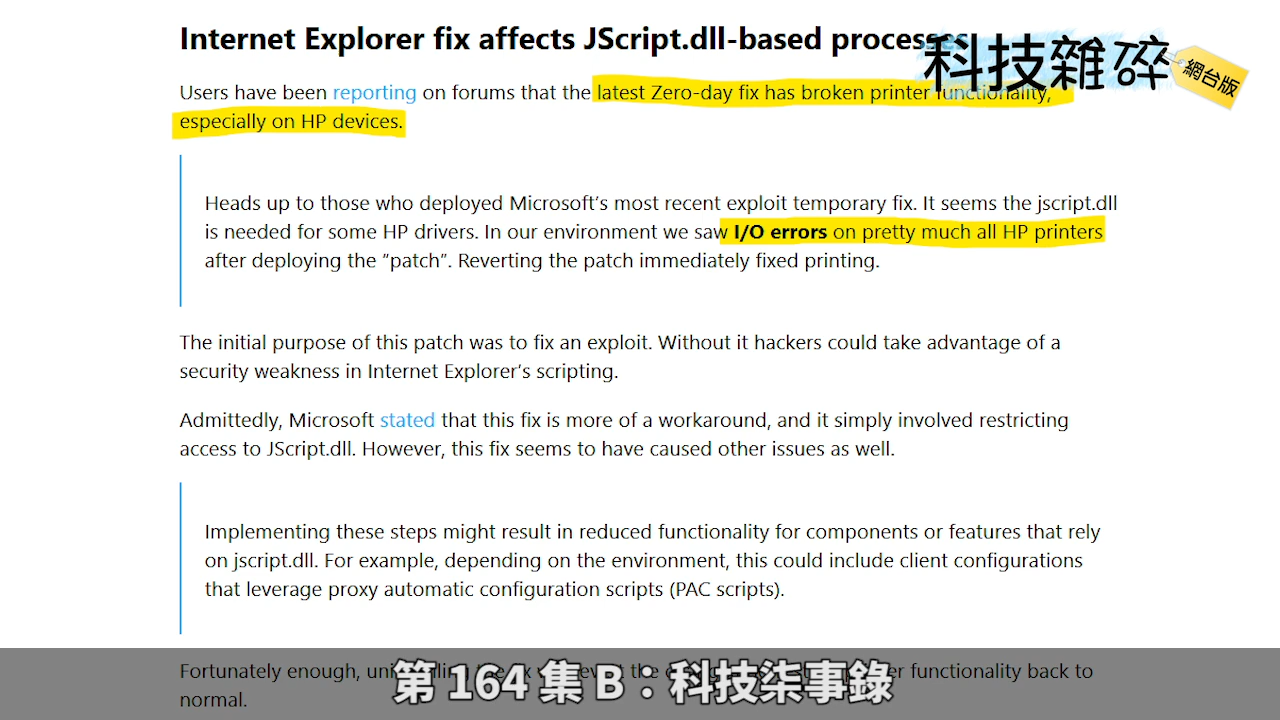 Internet Explorer fix affects JScript.dll-based processes
科技雜碎
網台版
Users have been reporting on forums that the latest Zero-day fix has broken printer functionality,
especially on HP devices.
Heads up to those who deployed Microsoft’s most recent exploit temporary fix. It seems the jscript.dll
is needed for some HP drivers. In our environment we saw I/O errors on pretty much all HP printers
after deploying the “patch”. Reverting the patch immediately fixed printing.
The initial purpose of this patch was to fix an exploit. Without it hackers could take advantage of a
security weakness in Internet Explorer’s scripting.
Admittedly, Microsoft stated that this fix is more of a workaround, and it simply involved restricting
access to JScript.dll. However, this fix seems to have caused other issues as well.
Implementing these steps might result in reduced functionality for components or features that rely
on jscript.dll. For example, depending on the environment, this could include client configurations
that leverage proxy automatic configuration scripts (PAC scripts).
Fortunately enough, functionality back to
normal.
第 164 集 B：科技柒事錄